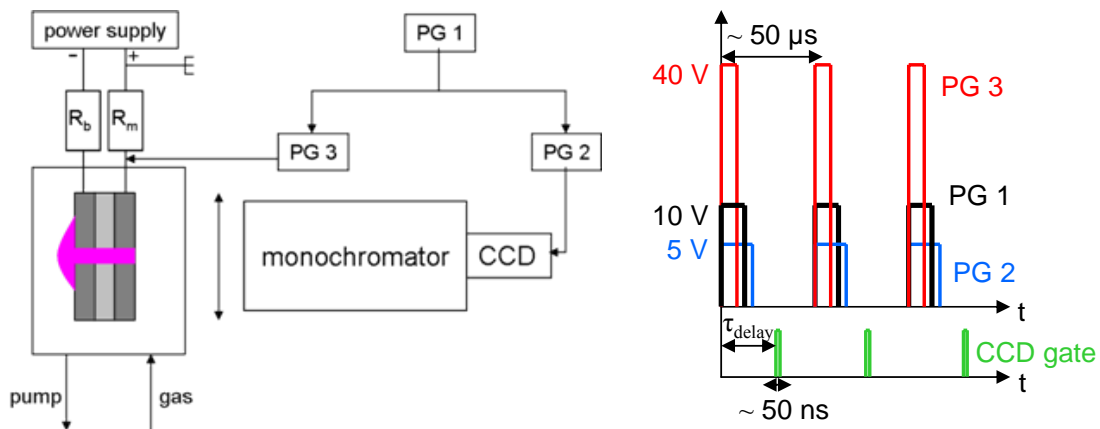 power supply
− +
PG 1
R_b R_m
PG 3
PG 2
monochromator
CCD
pump
gas
~ 50 μs
40 V
PG 3
10 V
PG 1
5 V
PG 2
t
τ_delay
CCD gate
t
~ 50 ns